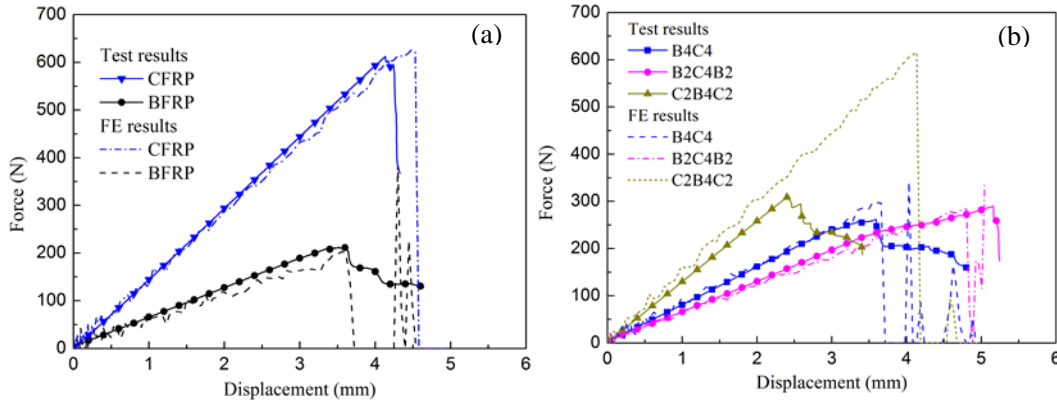 (a)
700
600
500
400
300
200
100
0
Force (N)
Test results
CFRP
BFRP
FE results
CFRP
BFRP
0 1 2 3 4 5 6
Displacement (mm)
(b)
700
600
500
400
300
200
100
0
Force (N)
Test results
B4C4
B2C4B2
C2B4C2
FE results
B4C4
B2C4B2
C2B4C2
0 1 2 3 4 5 6
Displacement (mm)